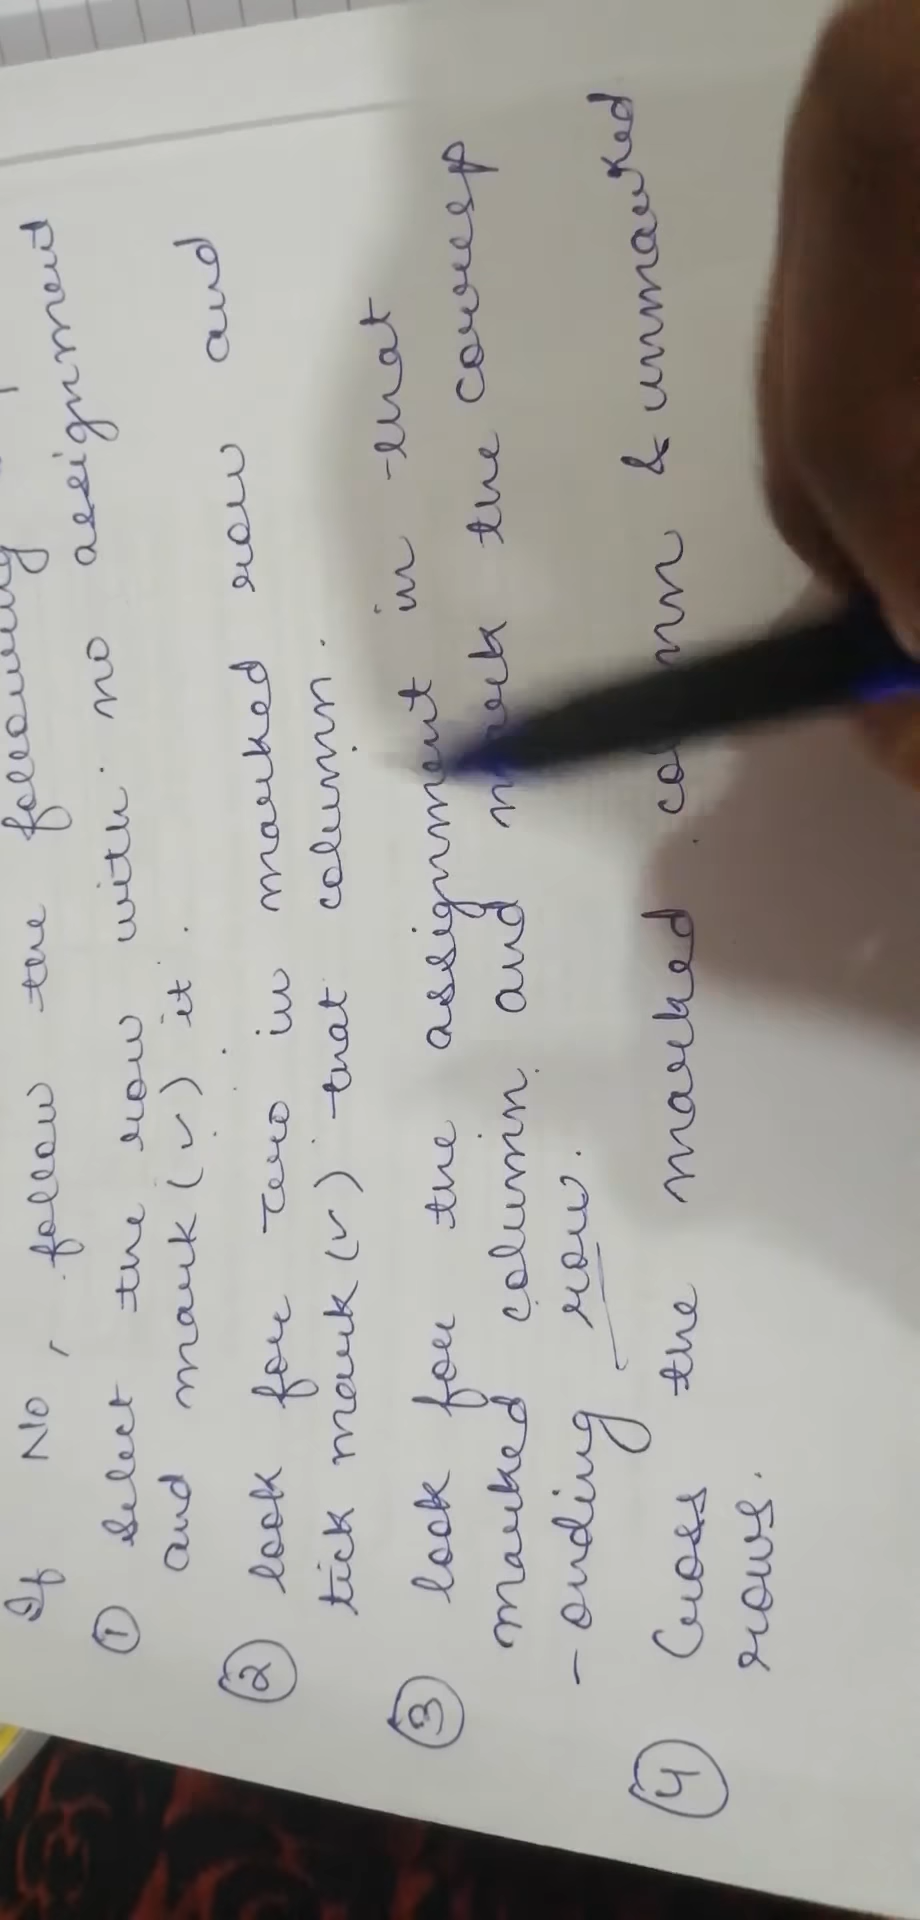 If No, follow the following
① Select the row with no assignment
and mark (✓) it.
② look for zero in marked row and
tick mark (✓) that column.
③ look for the assignment in that
marked column and mark the corresp
-onding row.
④ Cross the marked column & unmarked
rows.